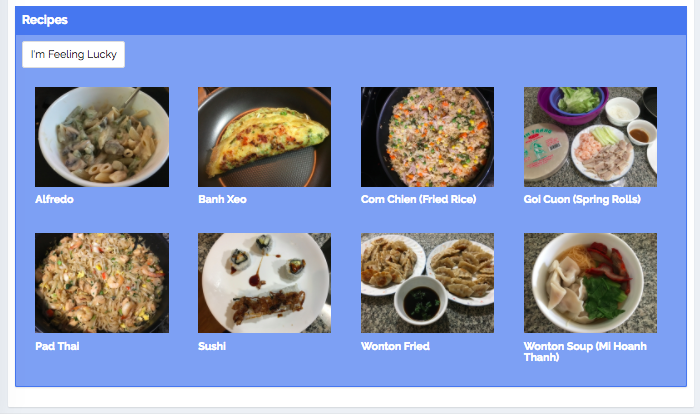 Recipes
I'm Feeling Lucky
Alfredo
Banh Xeo
Com Chien (Fried Rice)
Goi Cuon (Spring Rolls)
Pad Thai
Sushi
Wonton Fried
Wonton Soup (Mi Hoanh
Thanh)